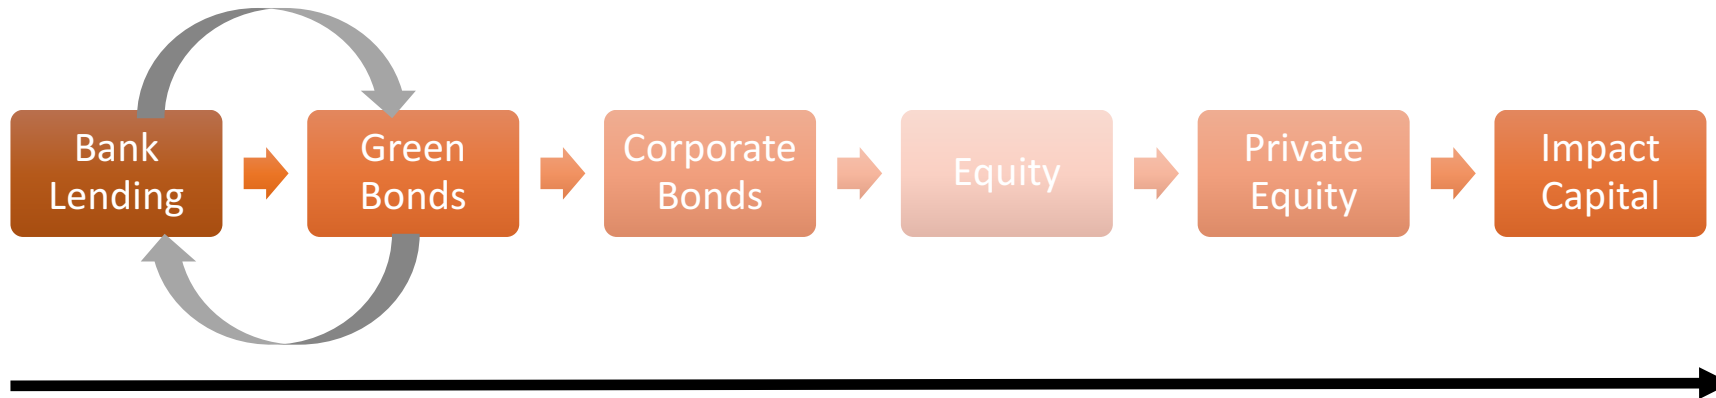 Bank
Lending
Green
Bonds
Corporate
Bonds
Equity
Private
Equity
Impact
Capital